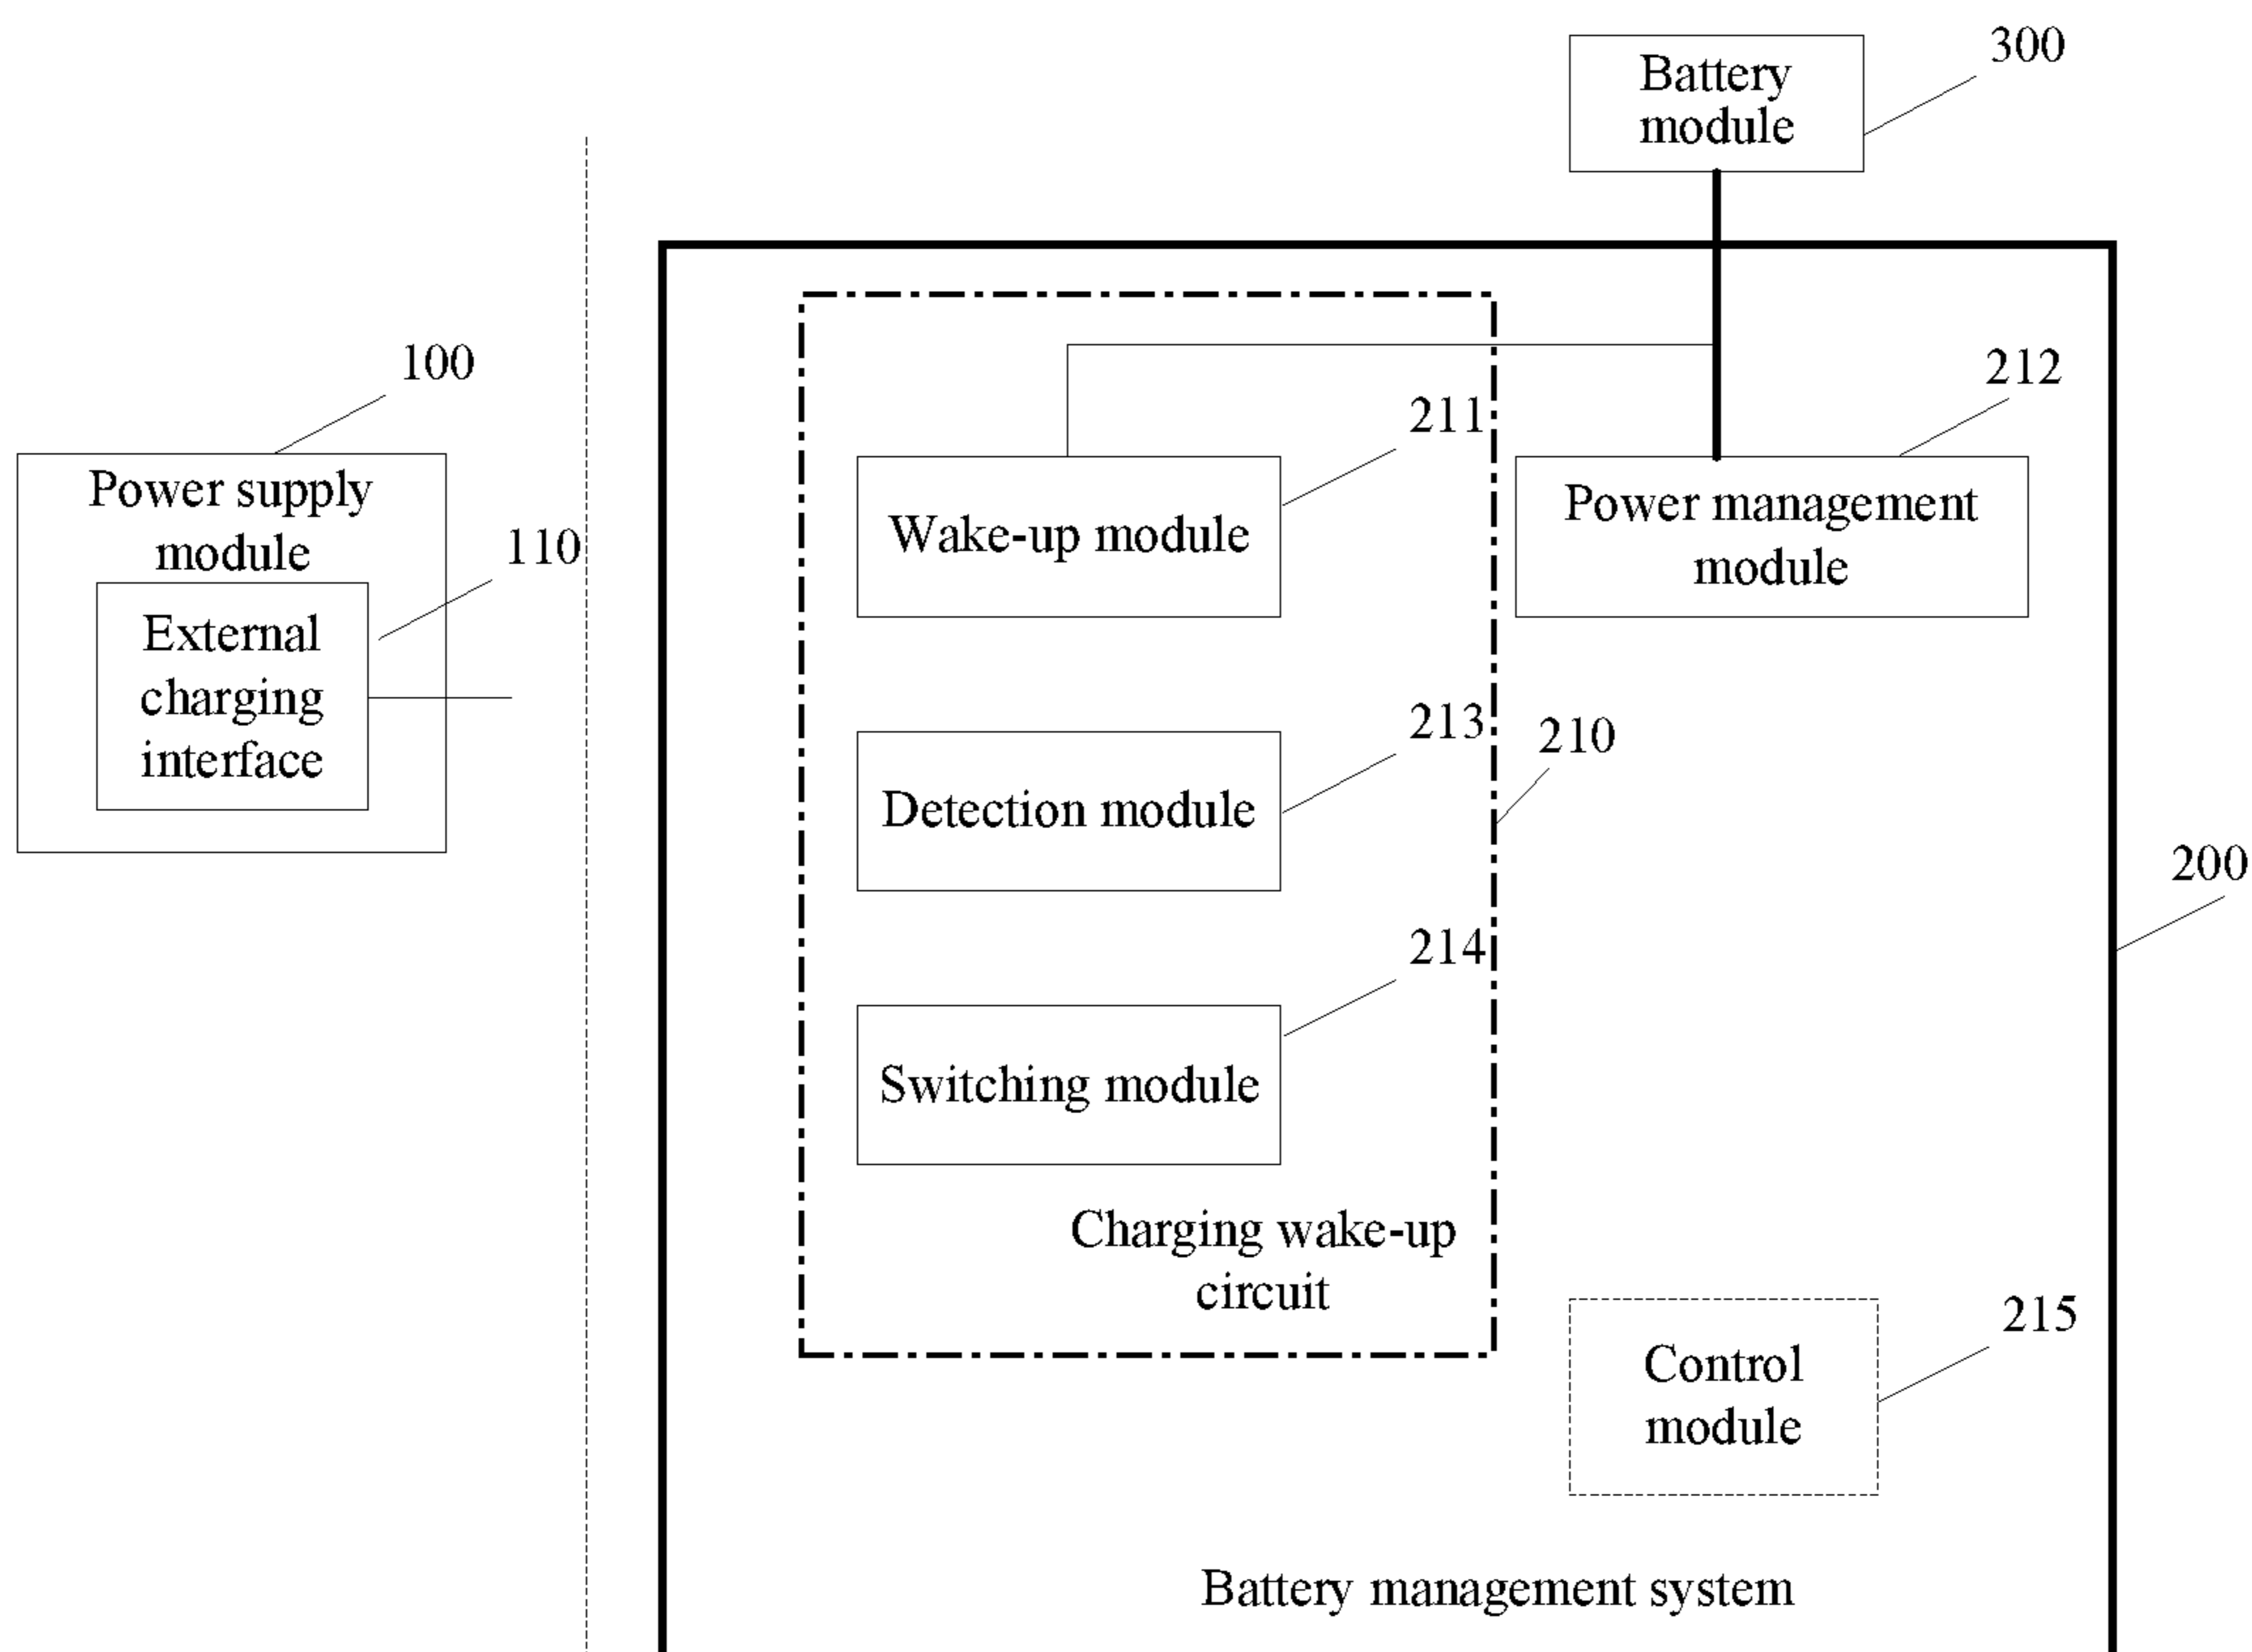 300
Battery
module
100
Power supply
module
110
External
charging
interface
211
Wake-up module
212
Power management
module
213
Detection module
210
214
Switching module
200
Charging wake-up
circuit
215
Control
module
Battery management system